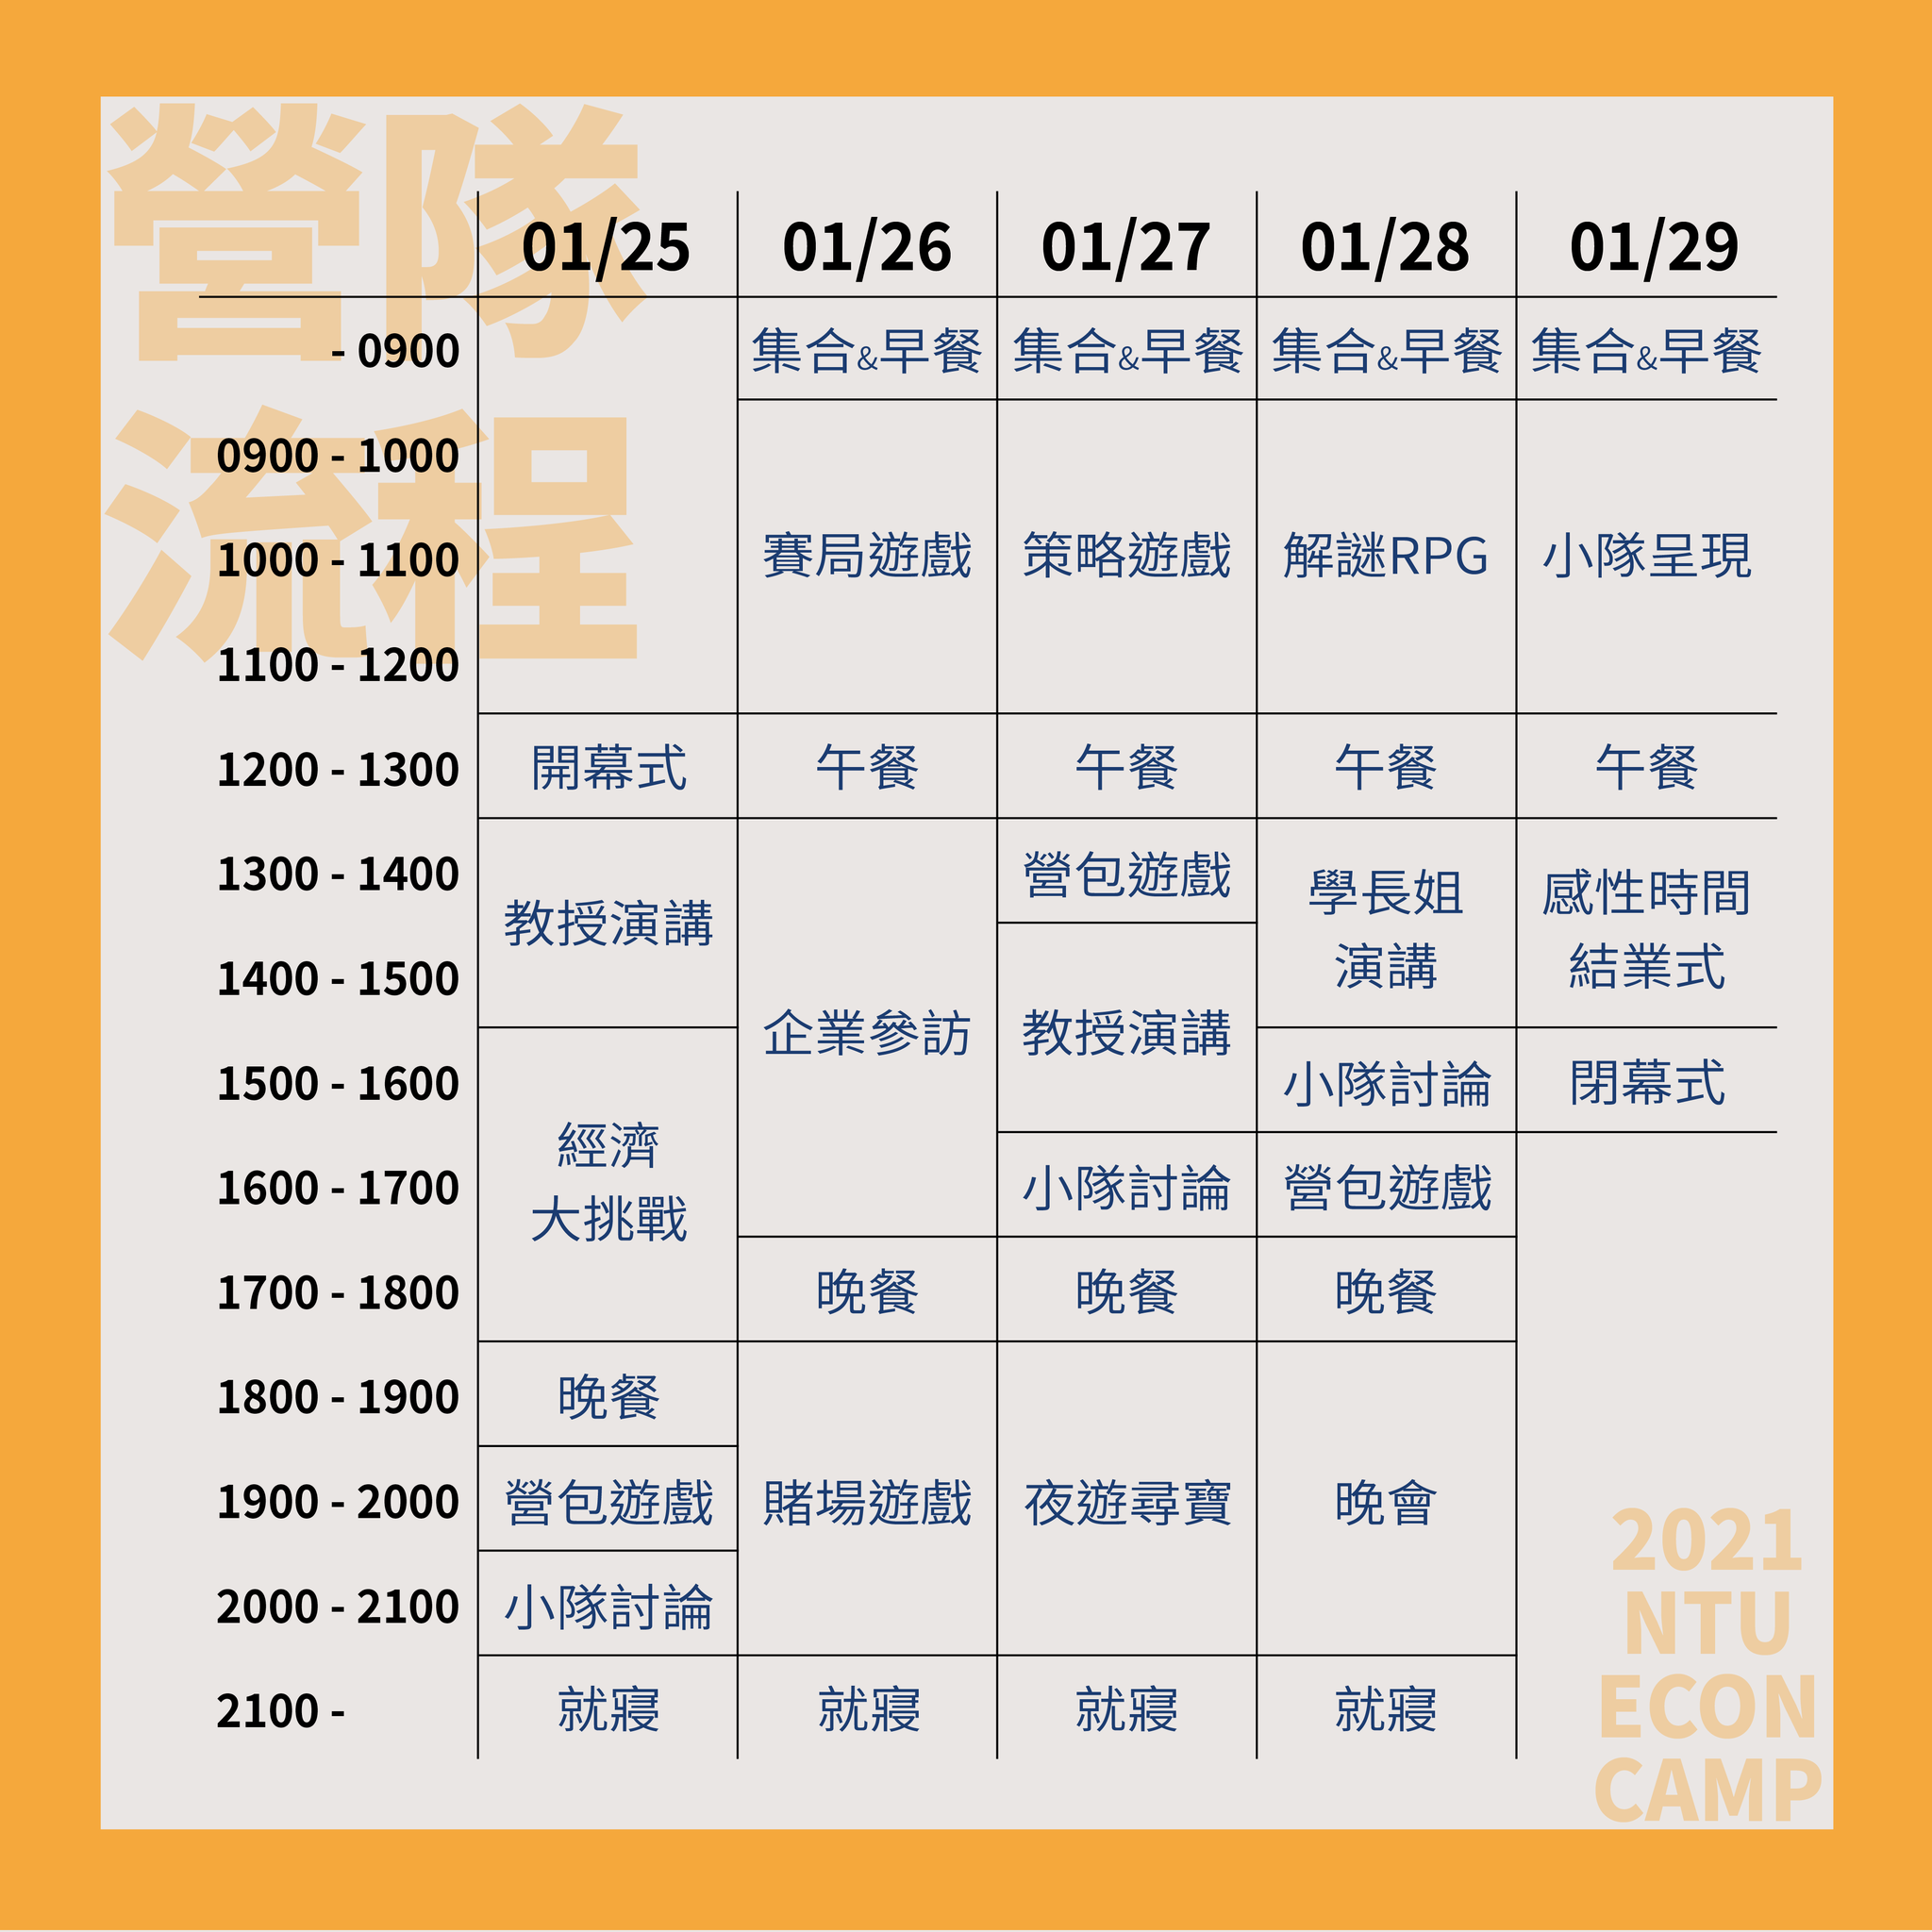 營隊
流程
01/25 01/26 01/27 01/28 01/29
- 0900 集合&早餐 集合&早餐 集合&早餐 集合&早餐
0900 - 1000
1000 - 1100 賽局遊戲 策略遊戲 解謎RPG 小隊呈現
1100 - 1200
1200 - 1300 開幕式 午餐 午餐 午餐 午餐
1300 - 1400 營包遊戲
教授演講 學長姐 感性時間
1400 - 1500 演講 結業式
企業參訪 教授演講
1500 - 1600 小隊討論 閉幕式
經濟
1600 - 1700 小隊討論 營包遊戲
大挑戰
1700 - 1800 晚餐 晚餐 晚餐
1800 - 1900 晚餐
1900 - 2000 營包遊戲 賭場遊戲 夜遊尋寶 晚會
2000 - 2100 小隊討論
2100 - 就寢 就寢 就寢 就寢
2021
NTU
ECON
CAMP